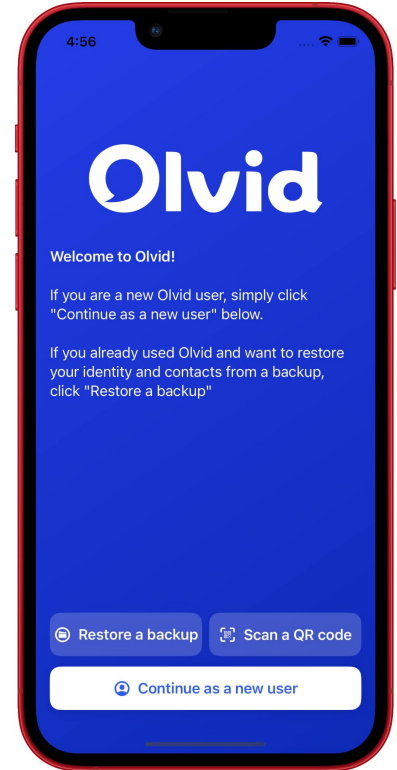 4:56
Olvid
Welcome to Olvid!
If you are a new Olvid user, simply click
"Continue as a new user" below.
If you already used Olvid and want to restore
your identity and contacts from a backup,
click "Restore a backup"
Restore a backup Scan a QR code
Continue as a new user